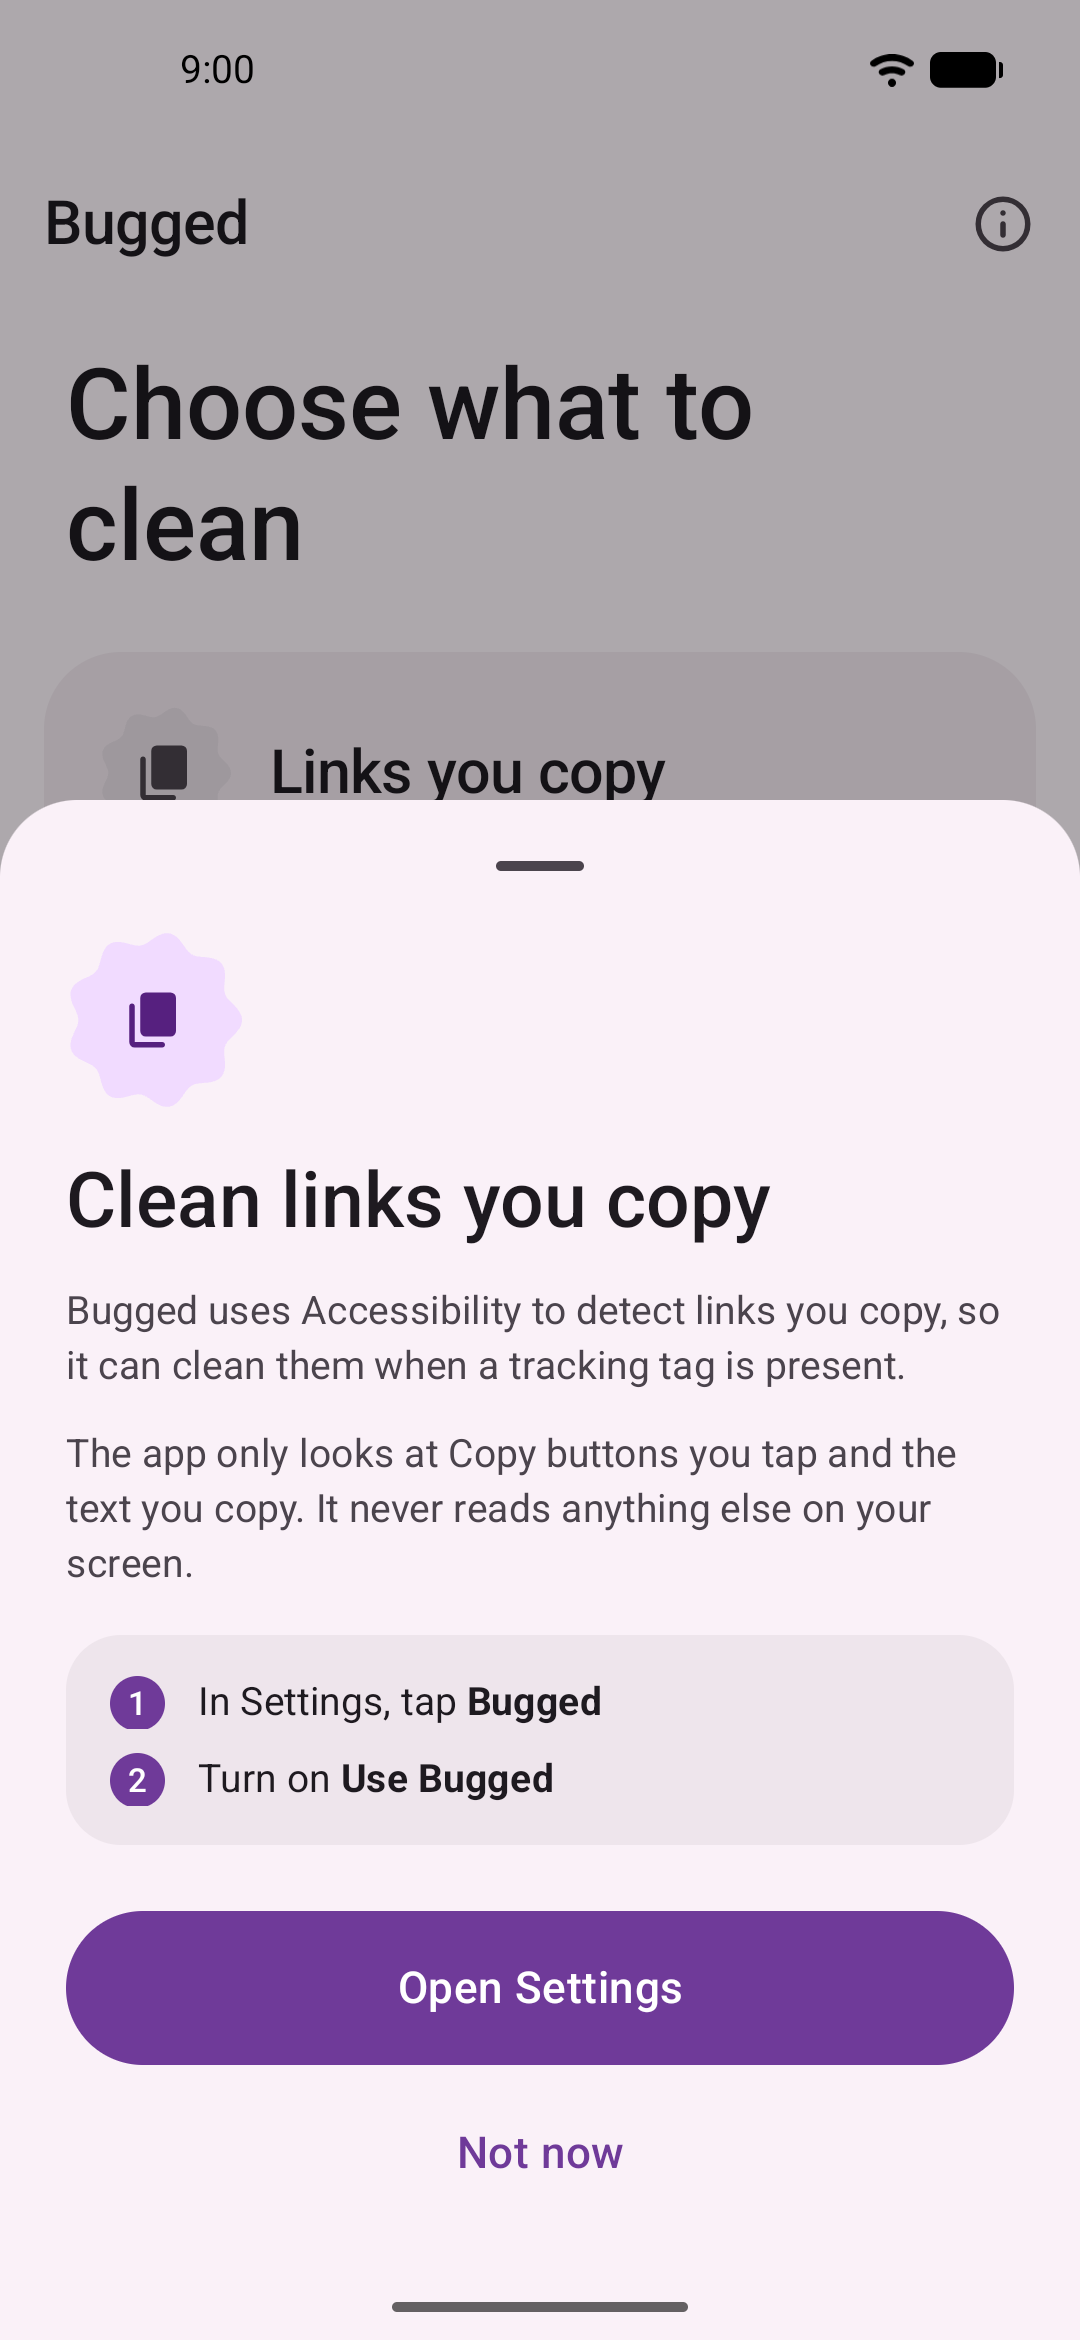 9:00
Bugged
Choose what to
clean
Links you copy
Clean links you copy
Bugged uses Accessibility to detect links you copy, so
it can clean them when a tracking tag is present.
The app only looks at Copy buttons you tap and the
text you copy. It never reads anything else on your
screen.
1 In Settings, tap Bugged
2 Turn on Use Bugged
Open Settings
Not now